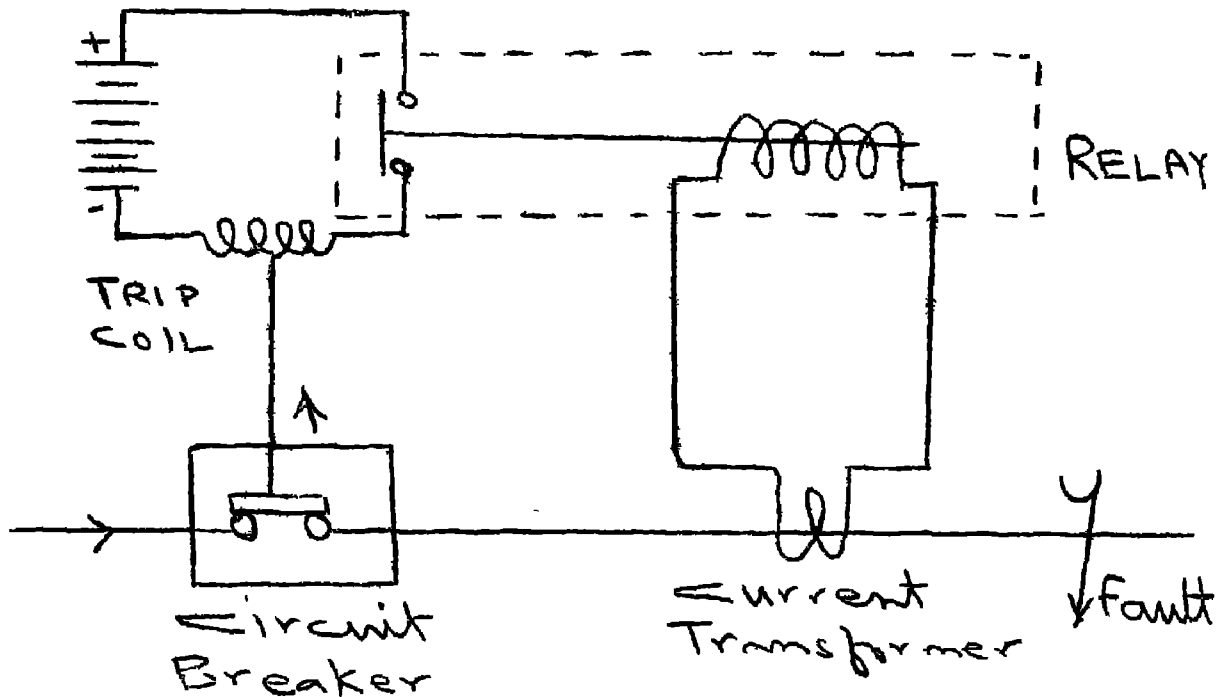 +
-
RELAY
TRIP
COIL
Circuit
Breaker
Current
Transformer
Fault